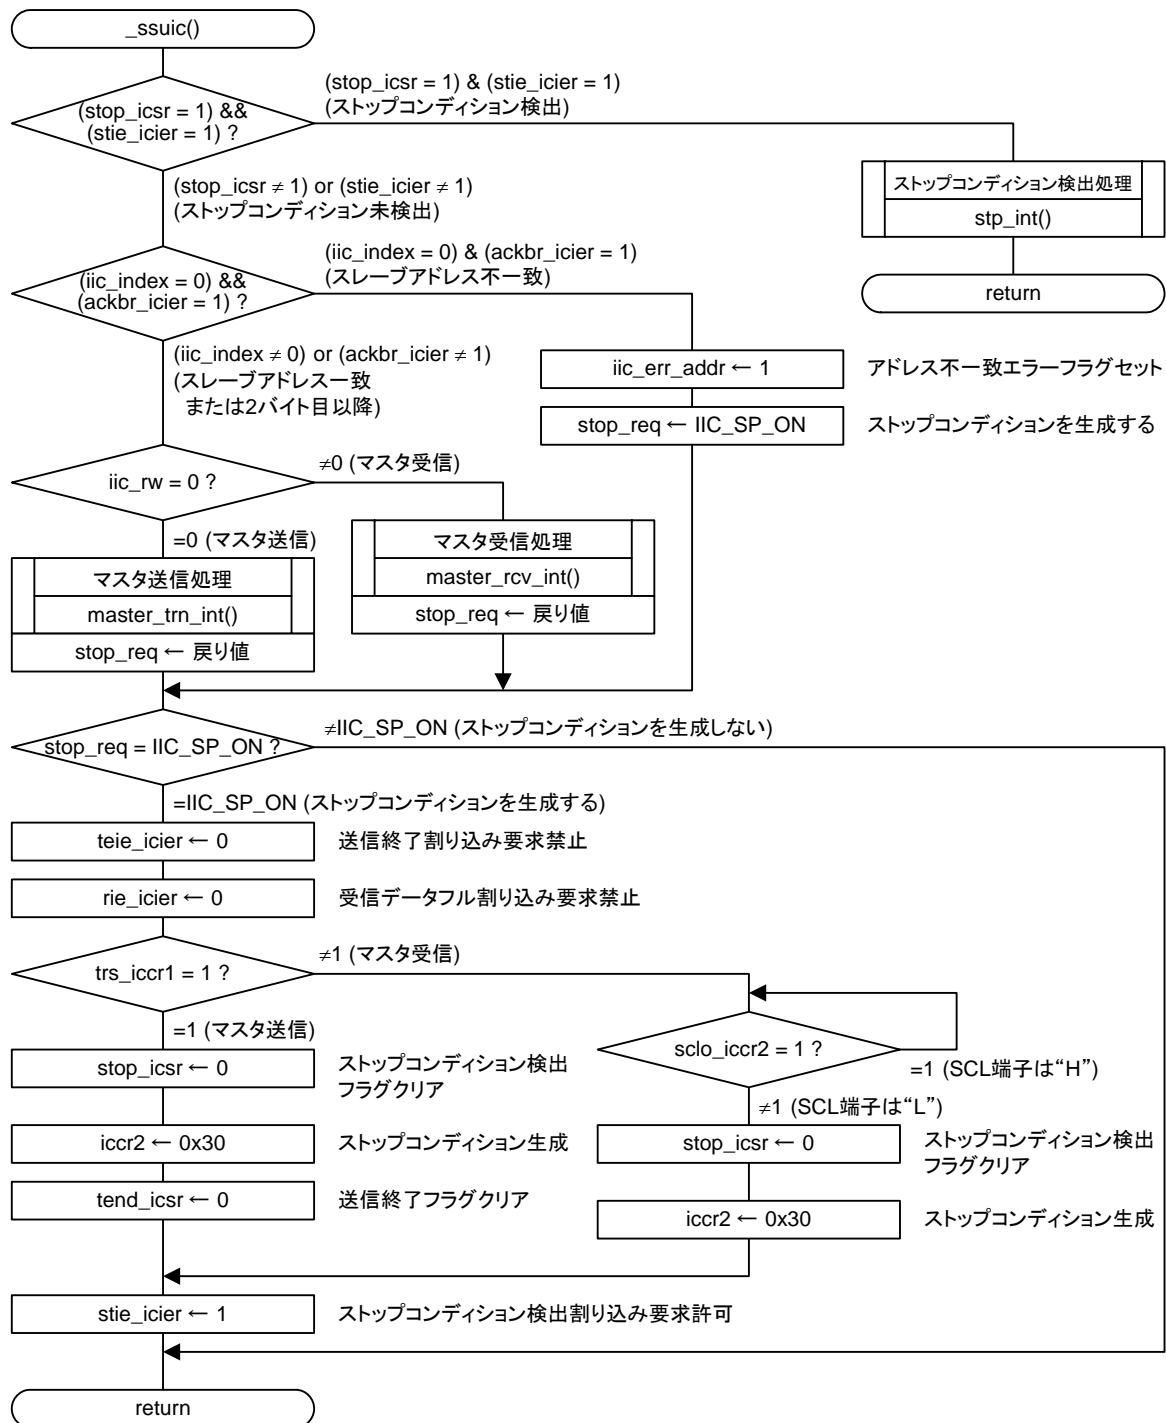 _ssuic()
(stop_icsr = 1) &&
(stie_icier = 1) ?
(stop_icsr = 1) & (stie_icier = 1)
(ストップコンディション検出)
ストップコンディション検出処理
stp_int()
return
(stop_icsr ≠ 1) or (stie_icier ≠ 1)
(ストップコンディション未検出)
(iic_index = 0) &&
(ackbr_icier = 1) ?
(iic_index = 0) & (ackbr_icier = 1)
(スレーブアドレス不一致)
iic_err_addr ← 1
アドレス不一致エラーフラグセット
stop_req ← IIC_SP_ON
ストップコンディションを生成する
(iic_index ≠ 0) or (ackbr_icier ≠ 1)
(スレーブアドレス一致
または2バイト目以降)
iic_rw = 0 ?
≠0 (マスタ受信)
マスタ受信処理
master_rcv_int()
stop_req ← 戻り値
=0 (マスタ送信)
マスタ送信処理
master_trn_int()
stop_req ← 戻り値
stop_req = IIC_SP_ON ?
≠IIC_SP_ON (ストップコンディションを生成しない)
=IIC_SP_ON (ストップコンディションを生成する)
teie_icier ← 0
送信終了割り込み要求禁止
rie_icier ← 0
受信データフル割り込み要求禁止
trs_iccr1 = 1 ?
≠1 (マスタ受信)
=1 (マスタ送信)
stop_icsr ← 0
ストップコンディション検出
フラグクリア
iccr2 ← 0x30
ストップコンディション生成
tend_icsr ← 0
送信終了フラグクリア
sclo_iccr2 = 1 ?
=1 (SCL端子は“H”)
≠1 (SCL端子は“L”)
stop_icsr ← 0
ストップコンディション検出
フラグクリア
iccr2 ← 0x30
ストップコンディション生成
stie_icier ← 1
ストップコンディション検出割り込み要求許可
return